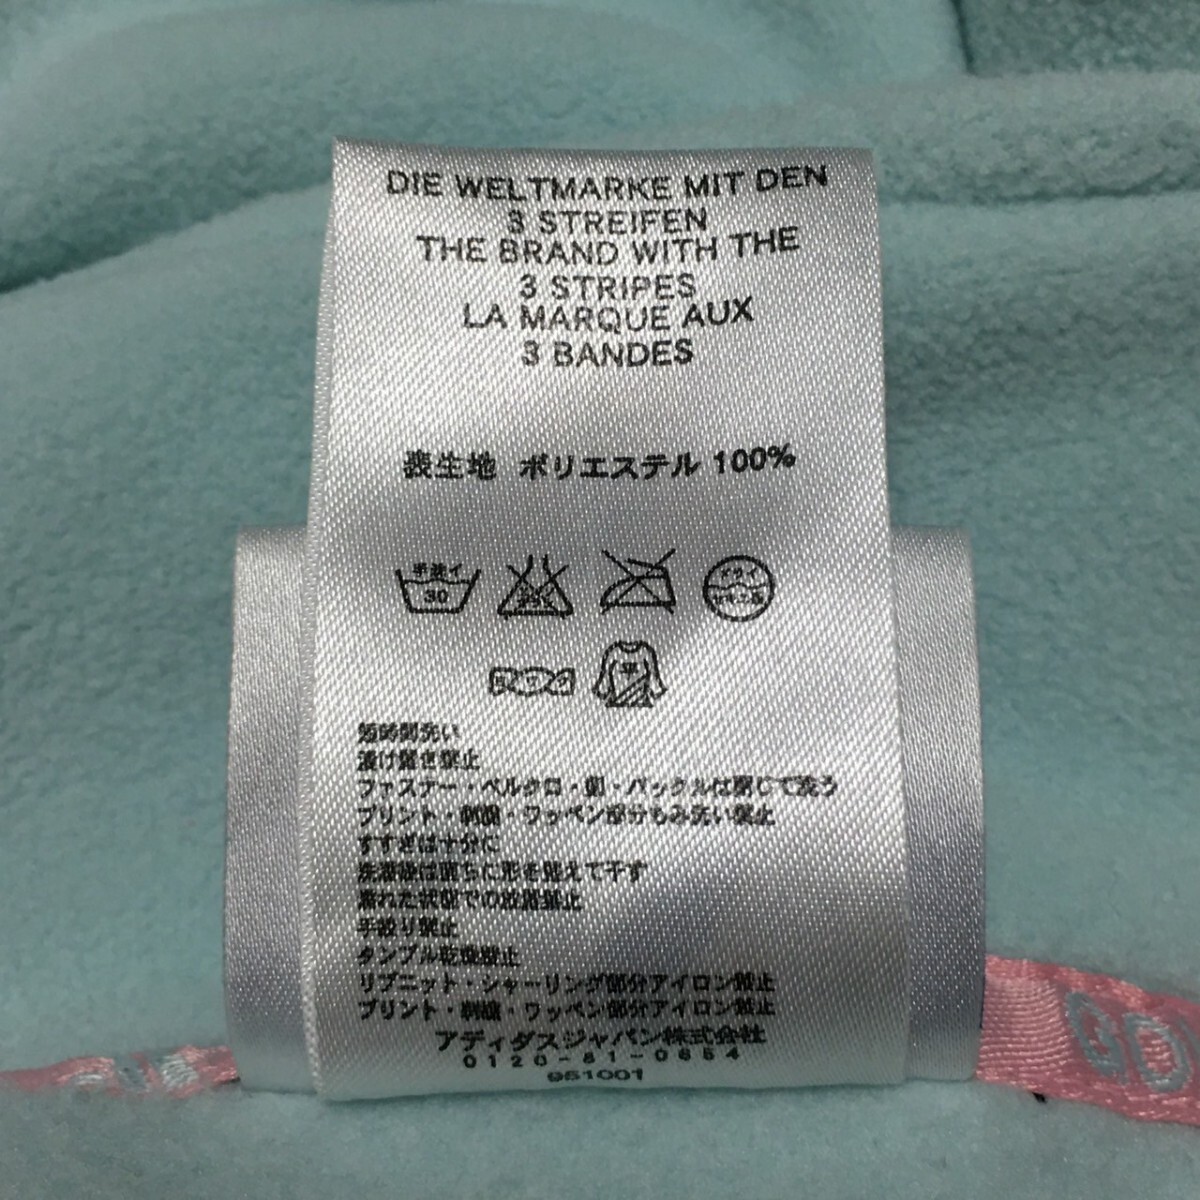 DIE WELTMARKE MIT DEN
3 STREIFEN
THE BRAND WITH THE
3 STRIPES
LA MARQUE AUX
3 BANDES
表生地 ポリエステル 100%
手洗イ
30
短時間洗い
漬け置き禁止
ファスナー・ベルクロ・釦・バックルは閉じて洗う
プリント・刺繍・ワッペン部分もみ洗い禁止
すすぎは十分に
洗濯後は直ちに形を整えて干す
濡れた状態での放置禁止
手絞り禁止
タンブル乾燥禁止
リブニット・シャーリング部分アイロン禁止
プリント・刺繍・ワッペン部分アイロン禁止
アディダスジャパン株式会社
0120-81-0654
951001